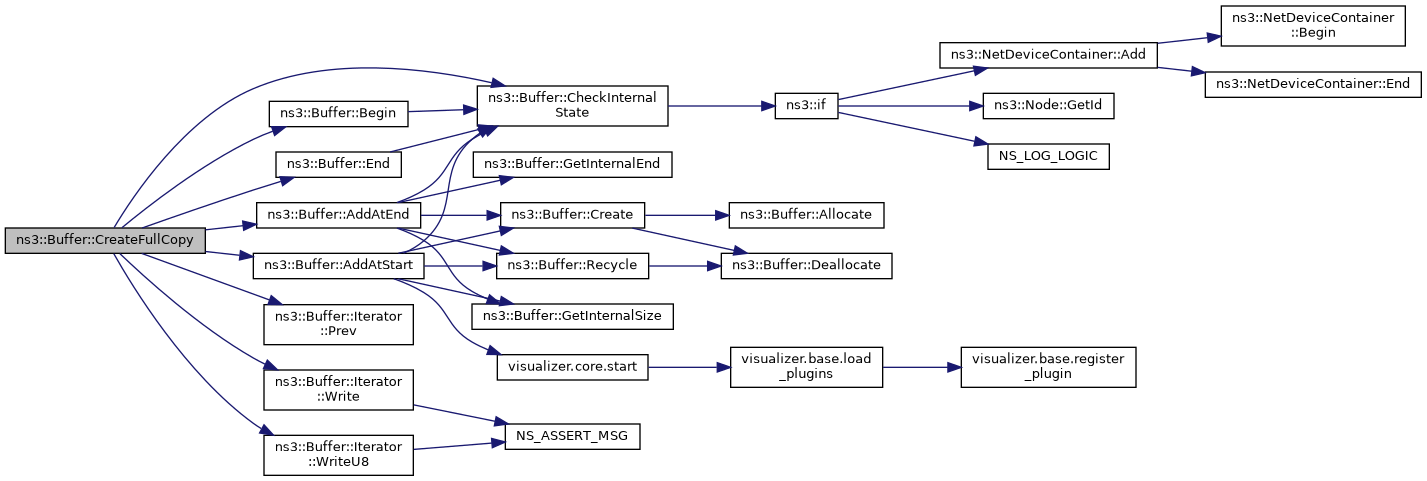 ns3::Buffer::CreateFullCopy
ns3::Buffer::Begin
ns3::Buffer::End
ns3::Buffer::AddAtEnd
ns3::Buffer::AddAtStart
ns3::Buffer::Iterator
::Prev
ns3::Buffer::Iterator
::Write
ns3::Buffer::Iterator
::WriteU8
ns3::Buffer::CheckInternal
State
ns3::Buffer::GetInternalEnd
ns3::Buffer::Create
ns3::Buffer::Recycle
ns3::Buffer::GetInternalSize
visualizer.core.start
NS_ASSERT_MSG
ns3::if
ns3::Buffer::Allocate
ns3::Buffer::Deallocate
visualizer.base.load
_plugins
ns3::NetDeviceContainer::Add
ns3::Node::GetId
NS_LOG_LOGIC
visualizer.base.register
_plugin
ns3::NetDeviceContainer
::Begin
ns3::NetDeviceContainer::End